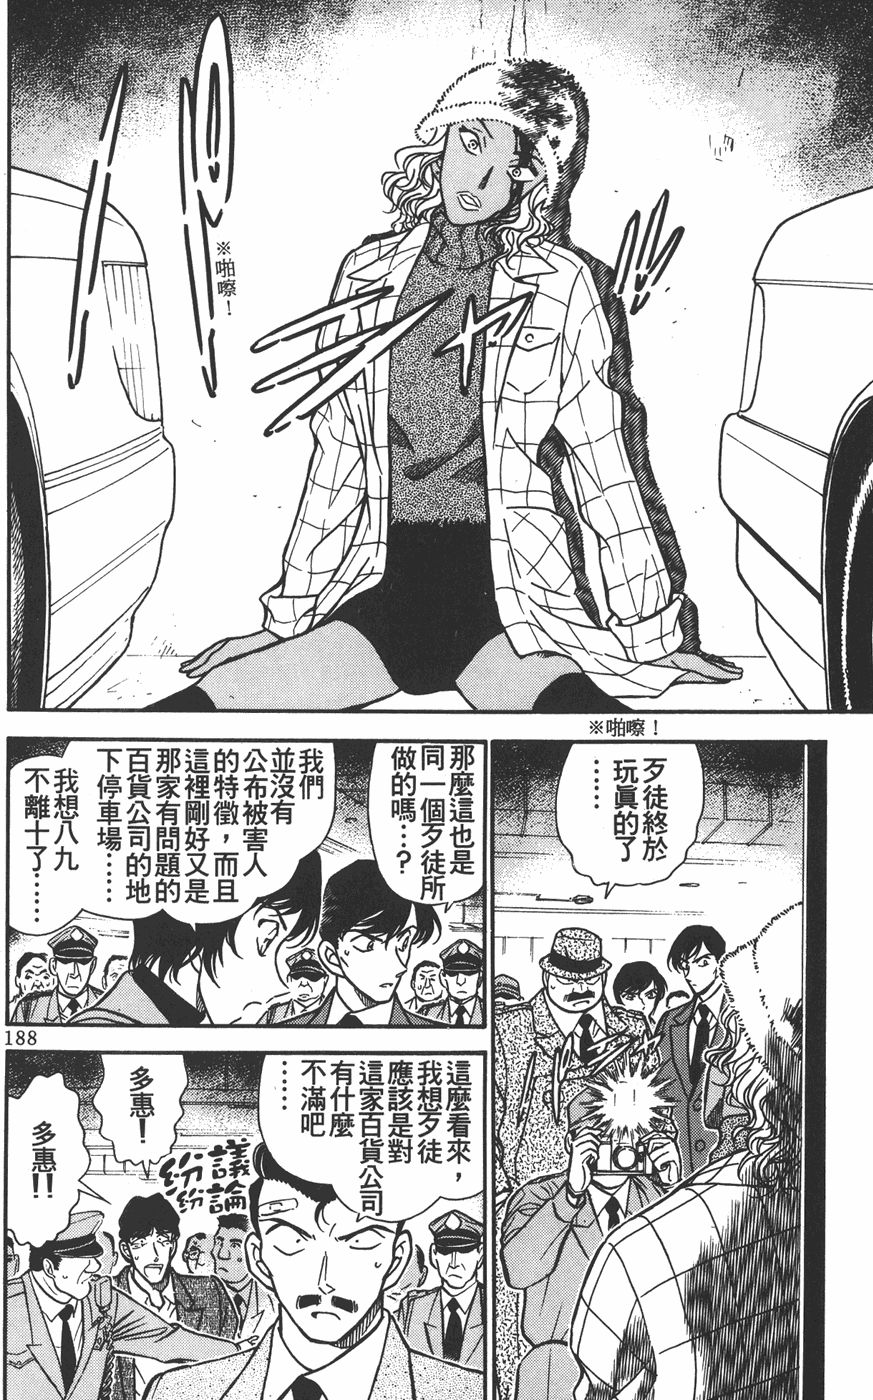 ※啪嚓！
※啪嚓！
歹徒終於
玩真的了
……
那麼這也是
同一個歹徒所
做的嗎…？
我們
並沒有
公布被害人
的特徵，而且
這裡剛好又是
那家有問題的
百貨公司的地
下停車場……
我想八九
不離十了……
188
這麼看來，
我想歹徒
應該是對
這家百貨公司
有什麼
不滿吧
……
議論
紛紛
多惠！
多惠!!